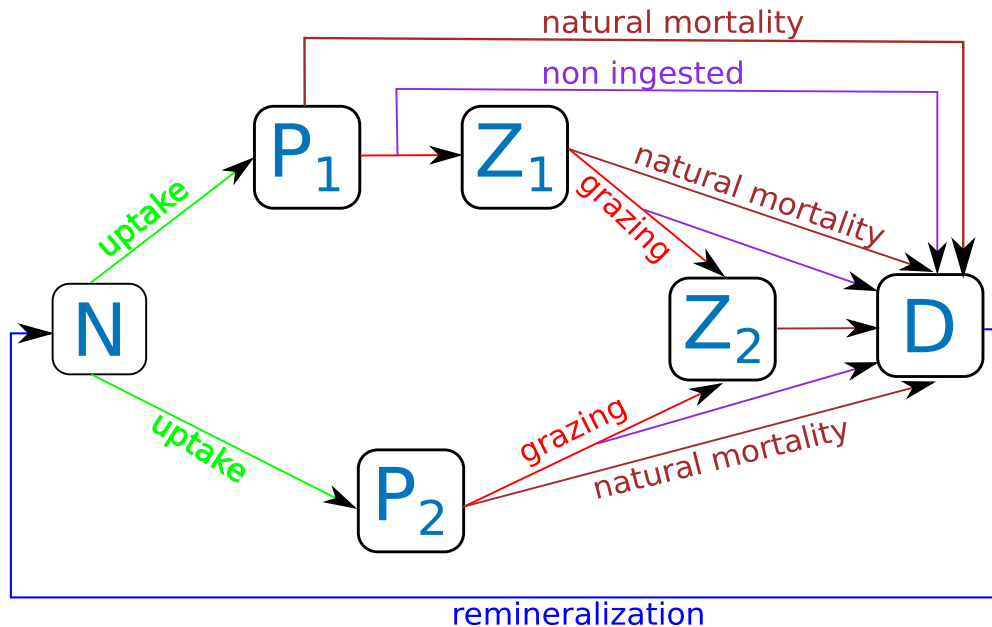 natural mortality
non ingested
P1
Z1
natural mortality
uptake
grazing
N
Z2
D
grazing
uptake
natural mortality
P2
remineralization